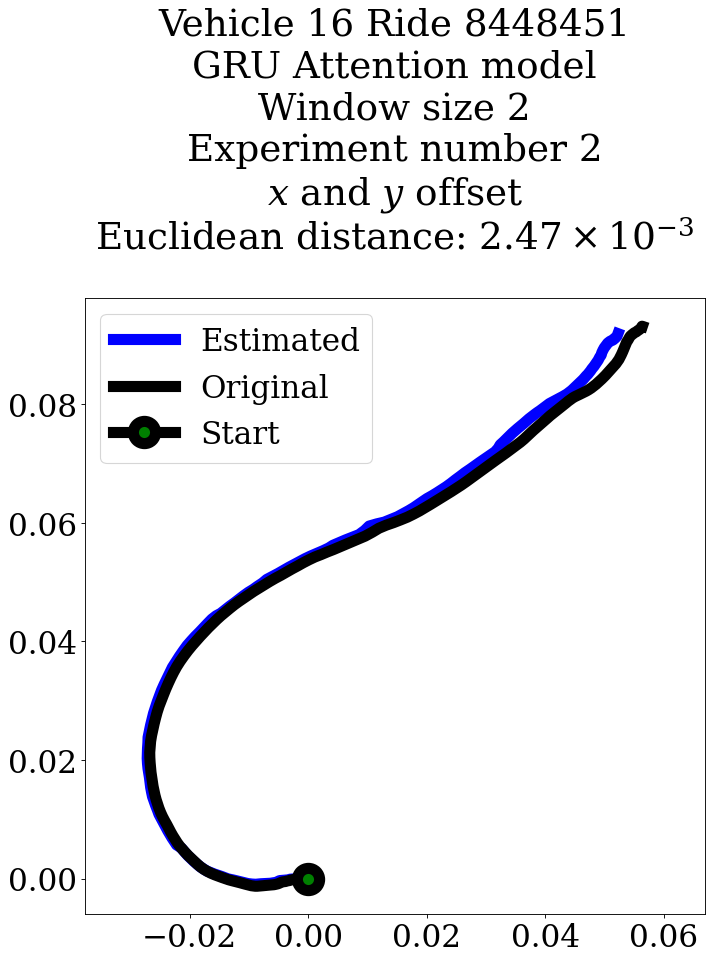 Vehicle 16 Ride 8448451
GRU Attention model
Window size 2
Experiment number 2
x and y offset
Euclidean distance: 2.47 × 10⁻³
Estimated
Original
Start
0.08
0.06
0.04
0.02
0.00
−0.02 0.00 0.02 0.04 0.06